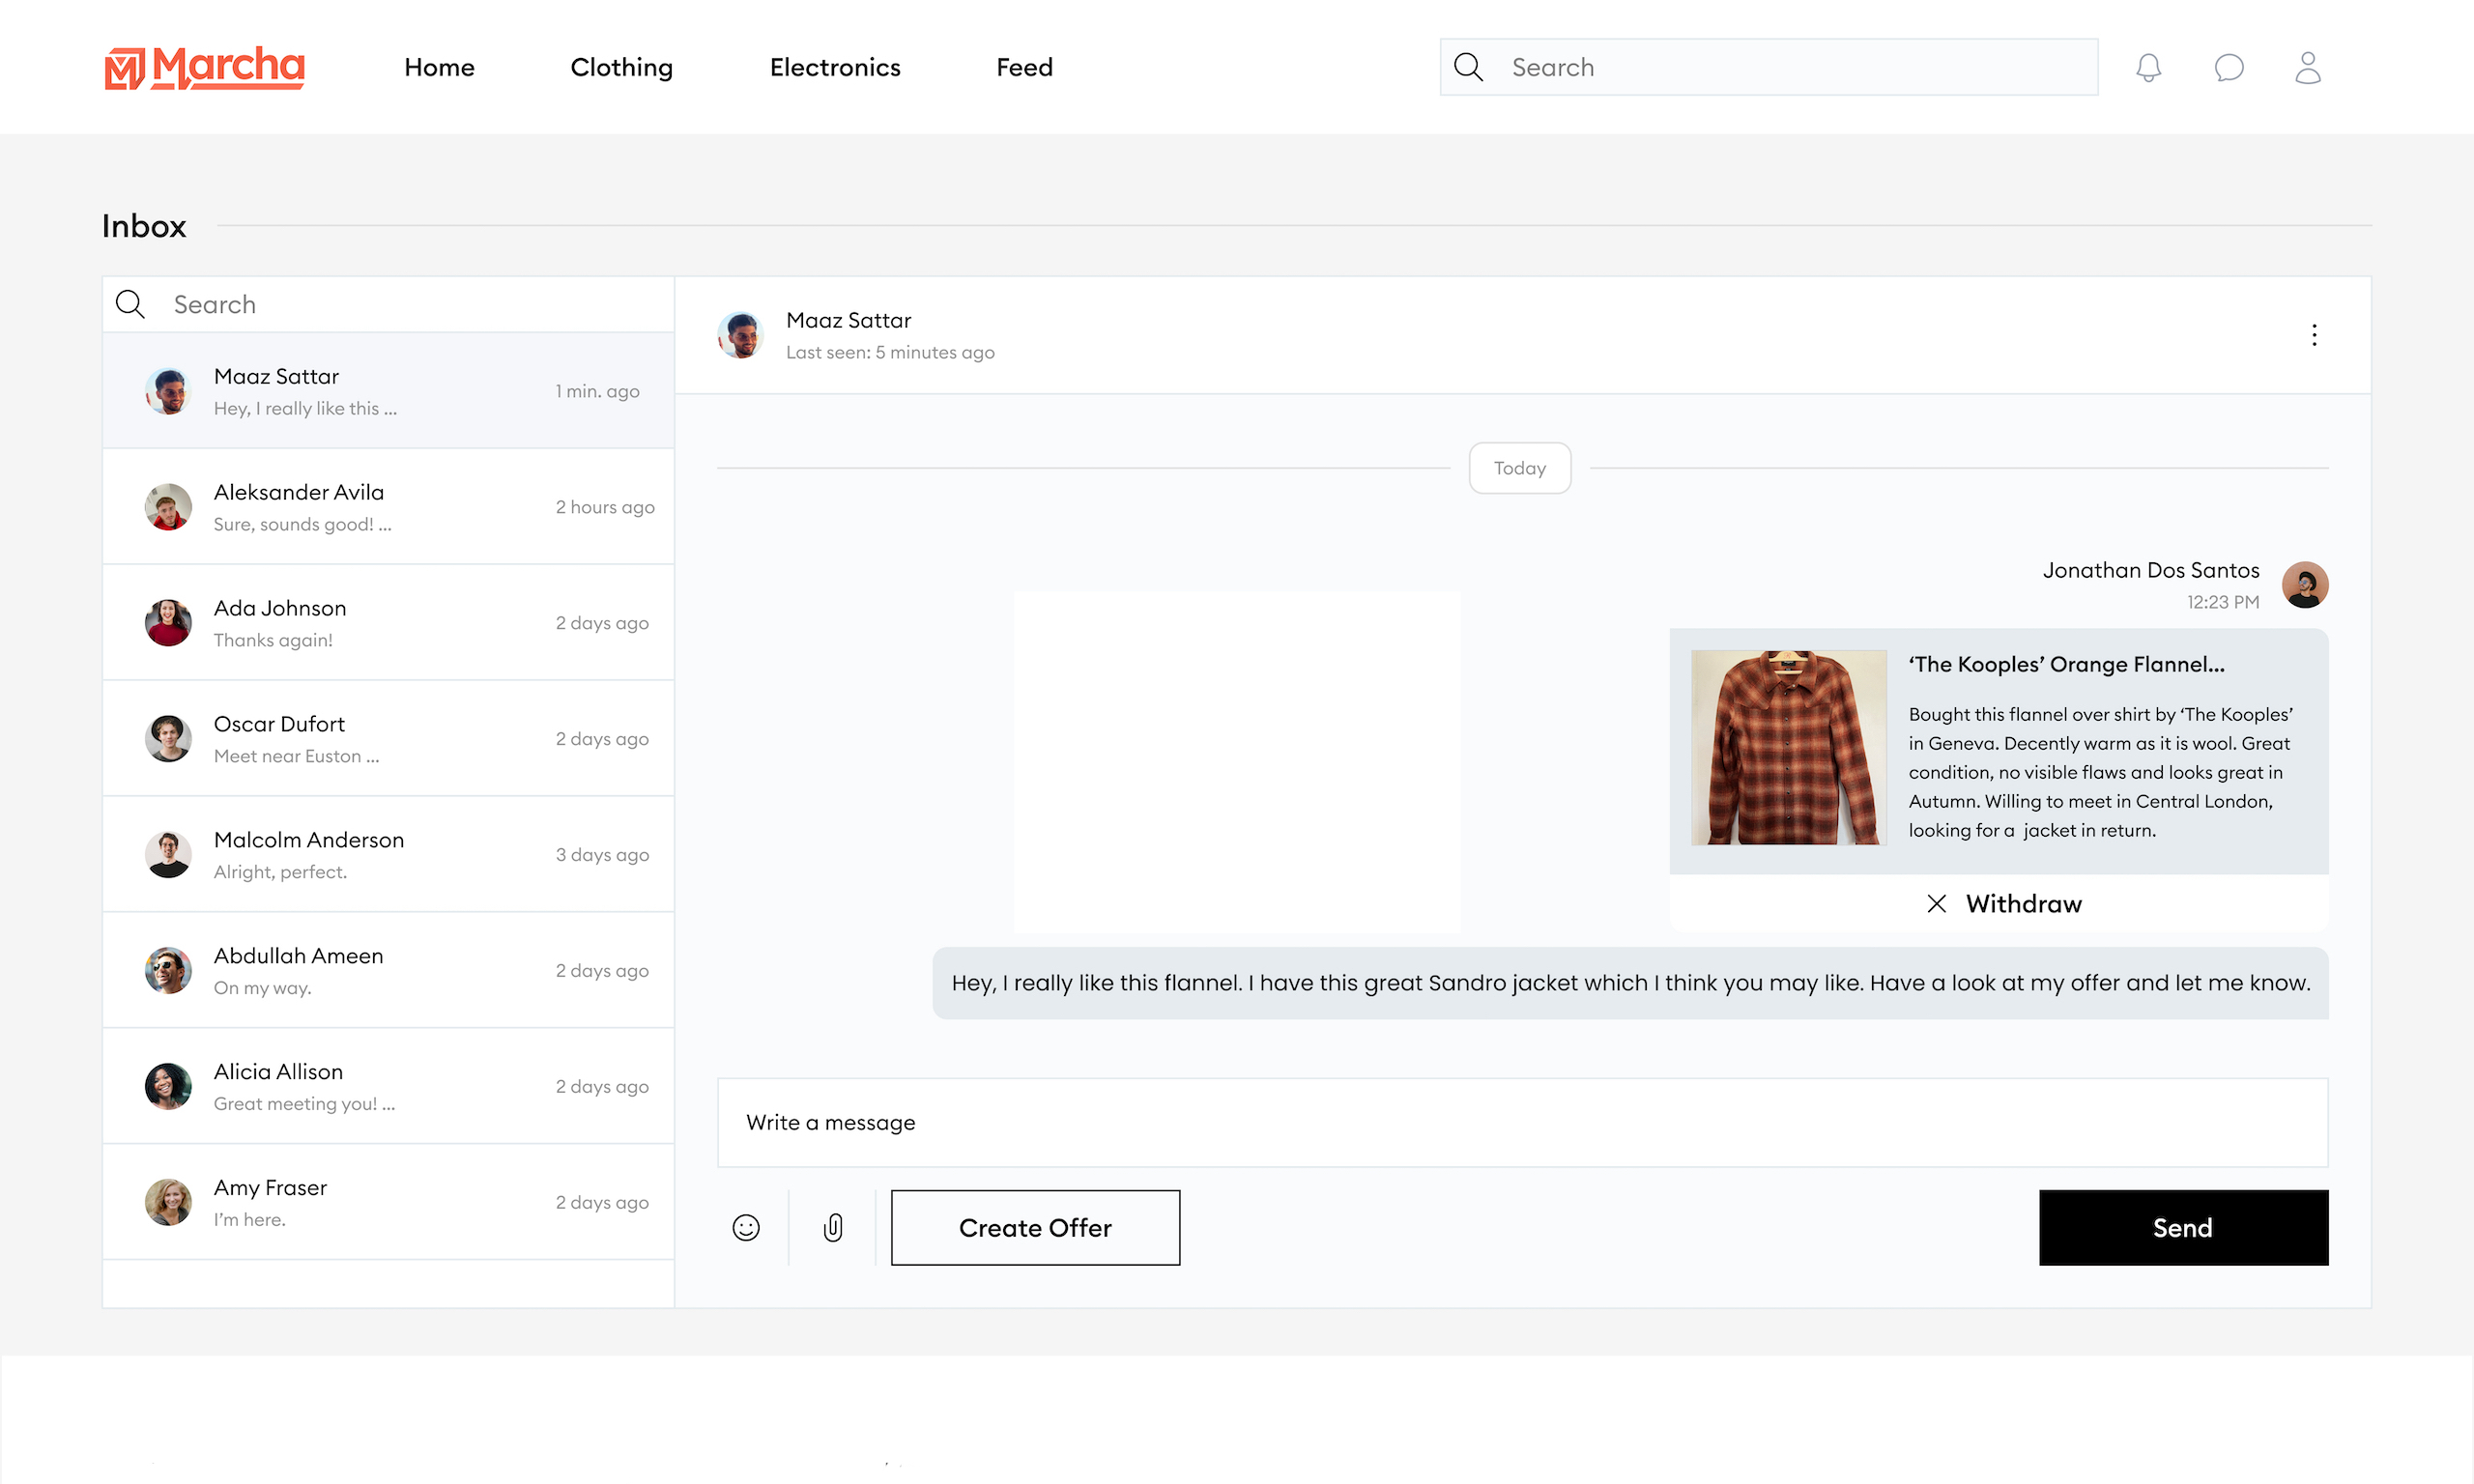 Marcha
Home
Clothing
Electronics
Feed
Search
Inbox
Search
Maaz Sattar
Hey, I really like this ...
1 min. ago
Aleksander Avila
Sure, sounds good! ...
2 hours ago
Ada Johnson
Thanks again!
2 days ago
Oscar Dufort
Meet near Euston ...
2 days ago
Malcolm Anderson
Alright, perfect.
3 days ago
Abdullah Ameen
On my way.
2 days ago
Alicia Allison
Great meeting you! ...
2 days ago
Amy Fraser
I’m here.
2 days ago
Maaz Sattar
Last seen: 5 minutes ago
Today
Jonathan Dos Santos
12:23 PM
‘The Kooples’ Orange Flannel...
Bought this flannel over shirt by ‘The Kooples’
in Geneva. Decently warm as it is wool. Great
condition, no visible flaws and looks great in
Autumn. Willing to meet in Central London,
looking for a  jacket in return.
Withdraw
Hey, I really like this flannel. I have this great Sandro jacket which I think you may like. Have a look at my offer and let me know.
Write a message
Create Offer
Send